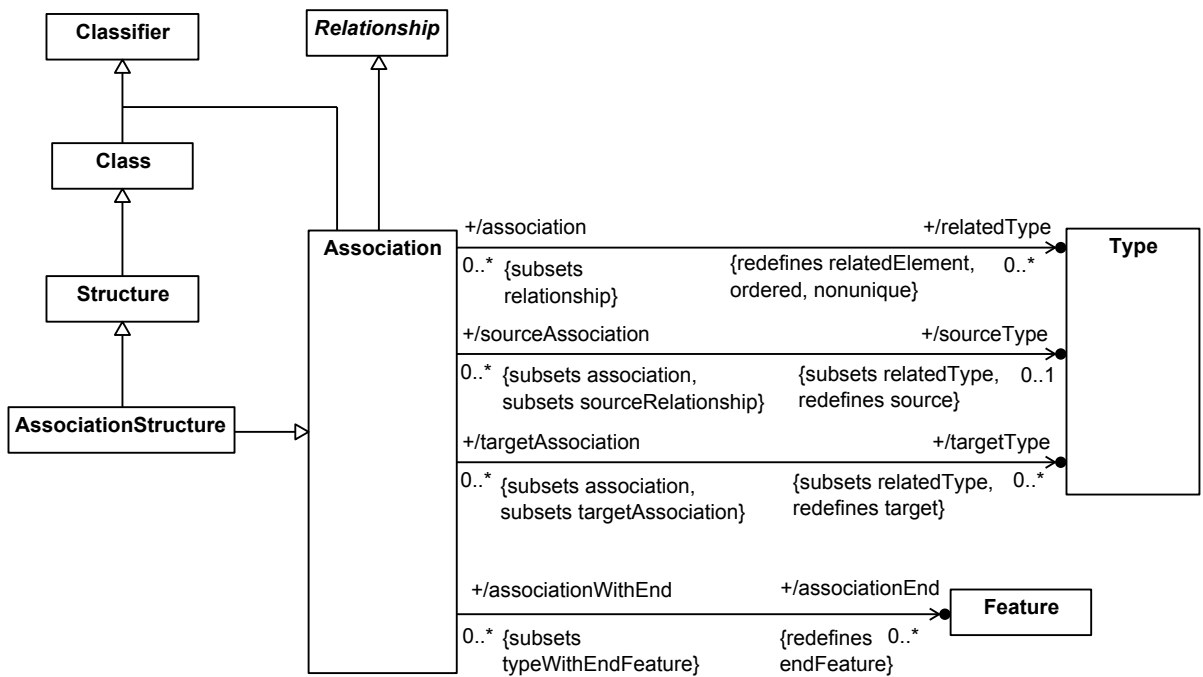 Classifier
Relationship
Class
Structure
AssociationStructure
Association
+/association
+/relatedType
0..*
{subsets
relationship}
{redefines relatedElement,
ordered, nonunique}
0..*
Type
+/sourceAssociation
+/sourceType
0..*
{subsets association,
subsets sourceRelationship}
{subsets relatedType,
redefines source}
0..1
+/targetAssociation
+/targetType
0..*
{subsets association,
subsets targetAssociation}
{subsets relatedType,
redefines target}
0..*
+/associationWithEnd
+/associationEnd
0..*
{subsets
typeWithEndFeature}
{redefines
endFeature}
0..*
Feature